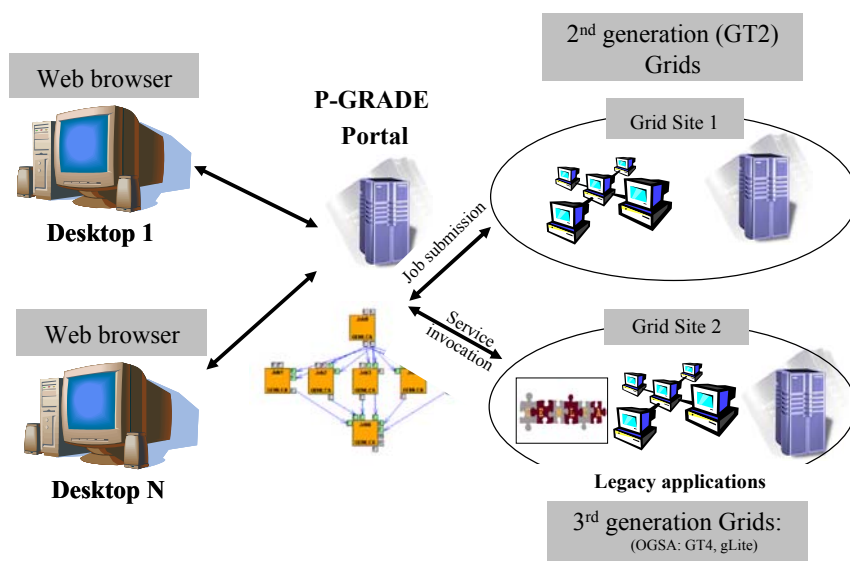 2nd generation (GT2)
Grids
Web browser
P-GRADE
Portal
Grid Site 1
Desktop 1
Job submission
Web browser
Service
invocation
Grid Site 2
Desktop N
Legacy applications
3rd generation Grids:
(OGSA: GT4, gLite)